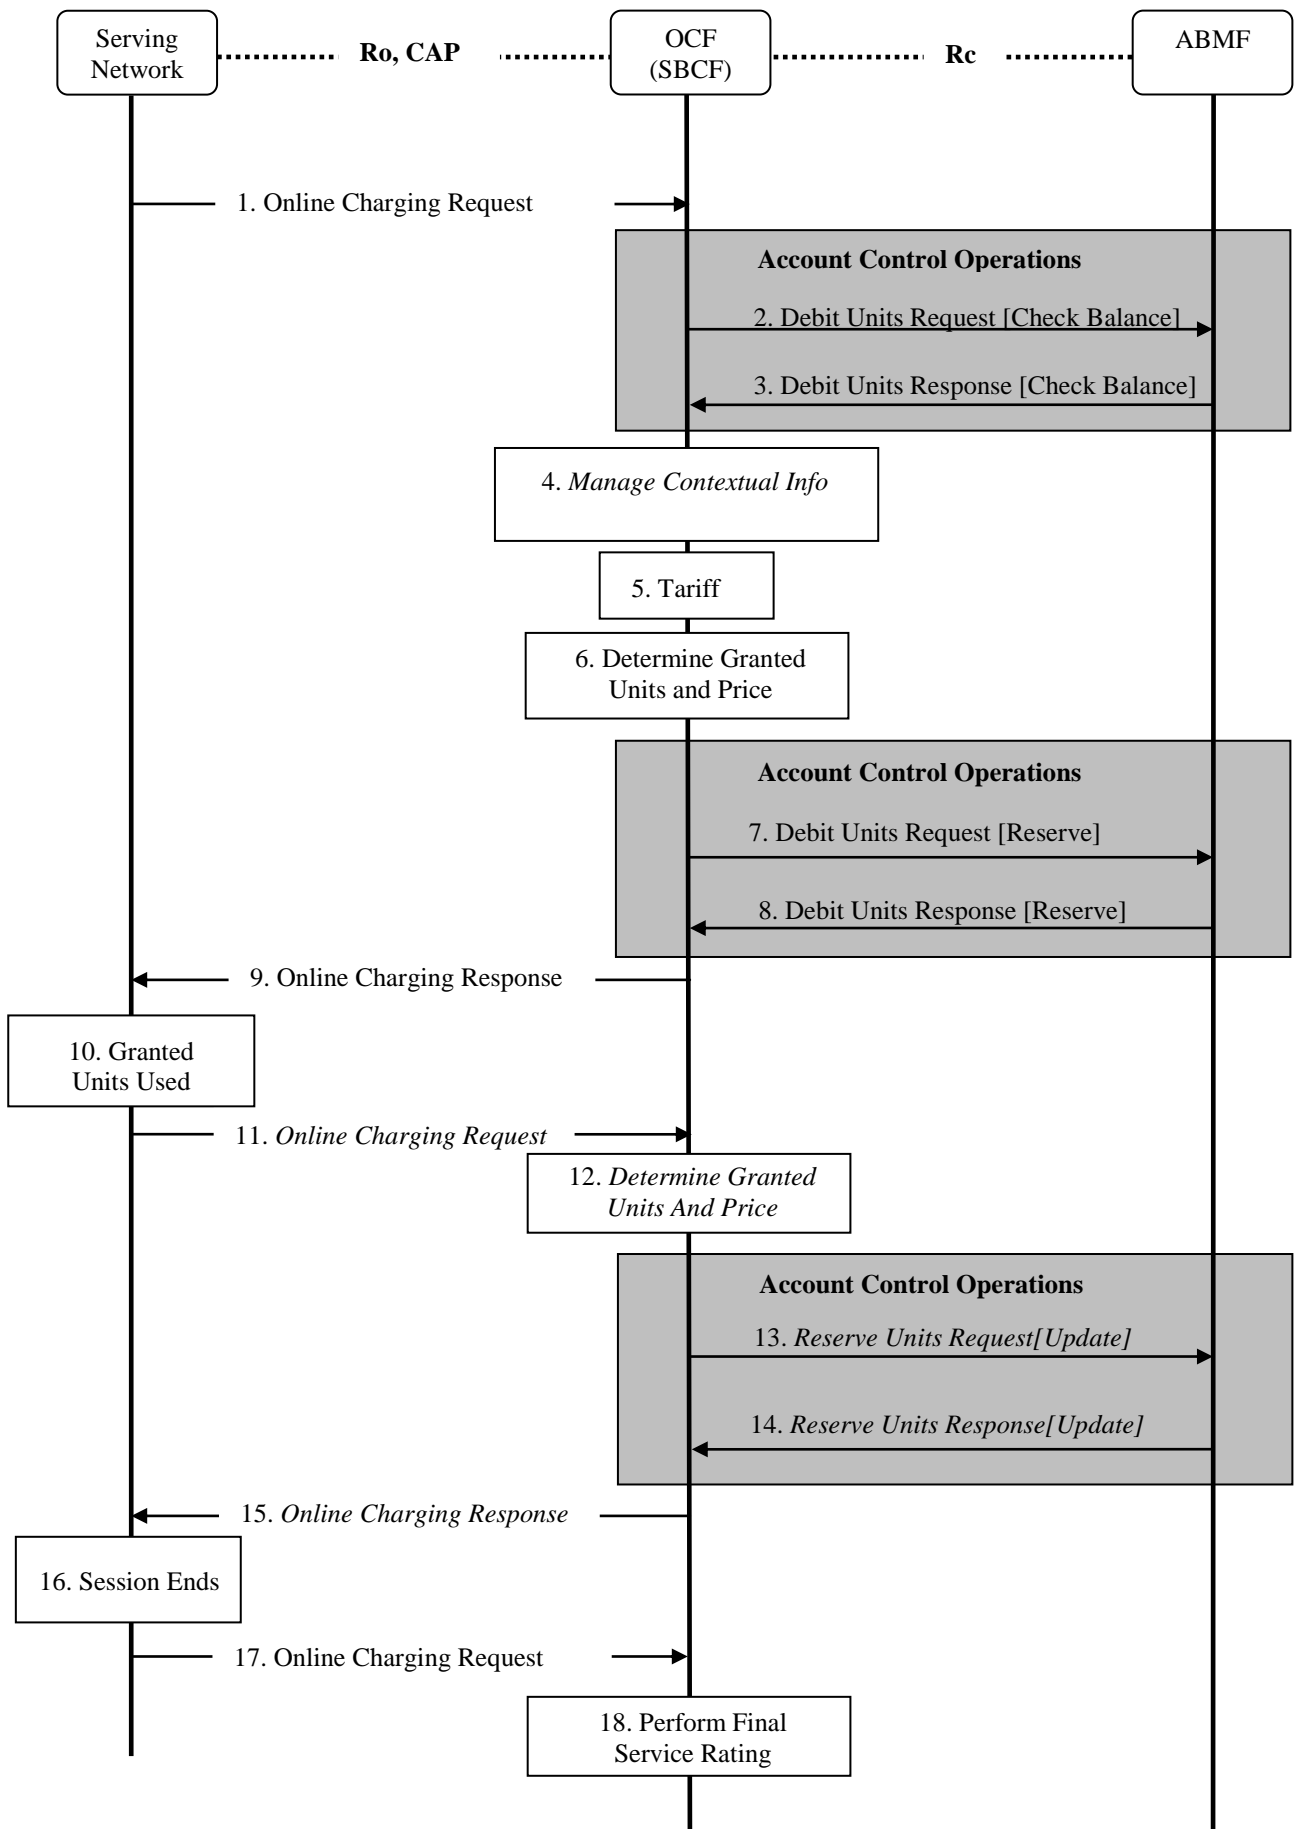 Serving
Network
Ro, CAP
OCF
(SBCF)
Rc
ABMF
1. Online Charging Request
Account Control Operations
2. Debit Units Request [Check Balance]
3. Debit Units Response [Check Balance]
4. Manage Contextual Info
5. Tariff
6. Determine Granted
Units and Price
Account Control Operations
7. Debit Units Request [Reserve]
8. Debit Units Response [Reserve]
9. Online Charging Response
10. Granted
Units Used
11. Online Charging Request
12. Determine Granted
Units And Price
Account Control Operations
13. Reserve Units Request[Update]
14. Reserve Units Response[Update]
15. Online Charging Response
16. Session Ends
17. Online Charging Request
18. Perform Final
Service Rating